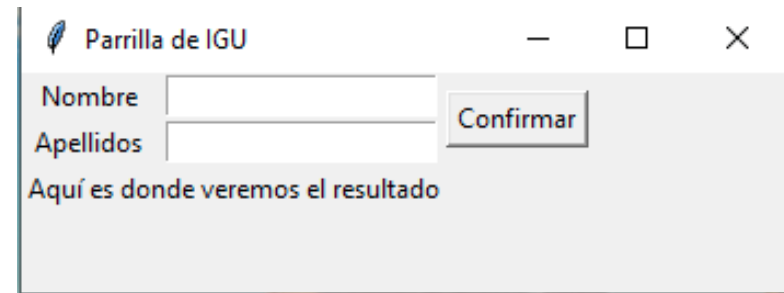 Parrilla de IGU
Nombre
Confirmar
Apellidos
Aquí es donde veremos el resultado